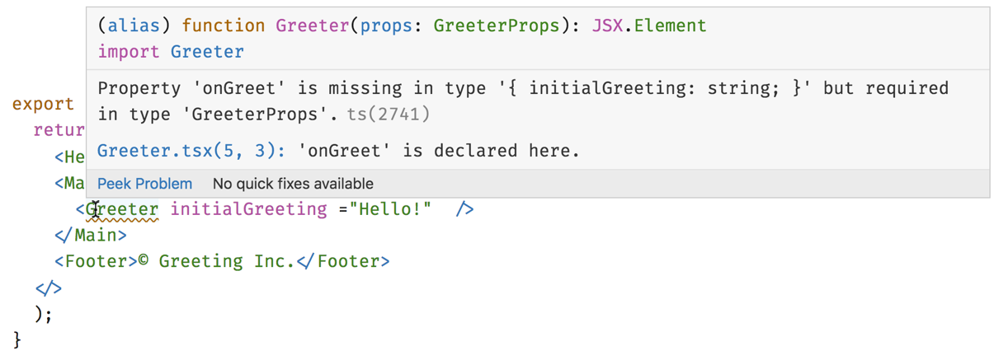 (alias) function Greeter(props: GreeterProps): JSX.Element
import Greeter
Property 'onGreet' is missing in type '{ initialGreeting: string; }' but required
in type 'GreeterProps'. ts(2741)
Greeter.tsx(5, 3): 'onGreet' is declared here.
Peek Problem No quick fixes available
export
retur
<He
<Ma
<Greeter initialGreeting ="Hello!" />
</Main>
<Footer>© Greeting Inc.</Footer>
</>
);
}